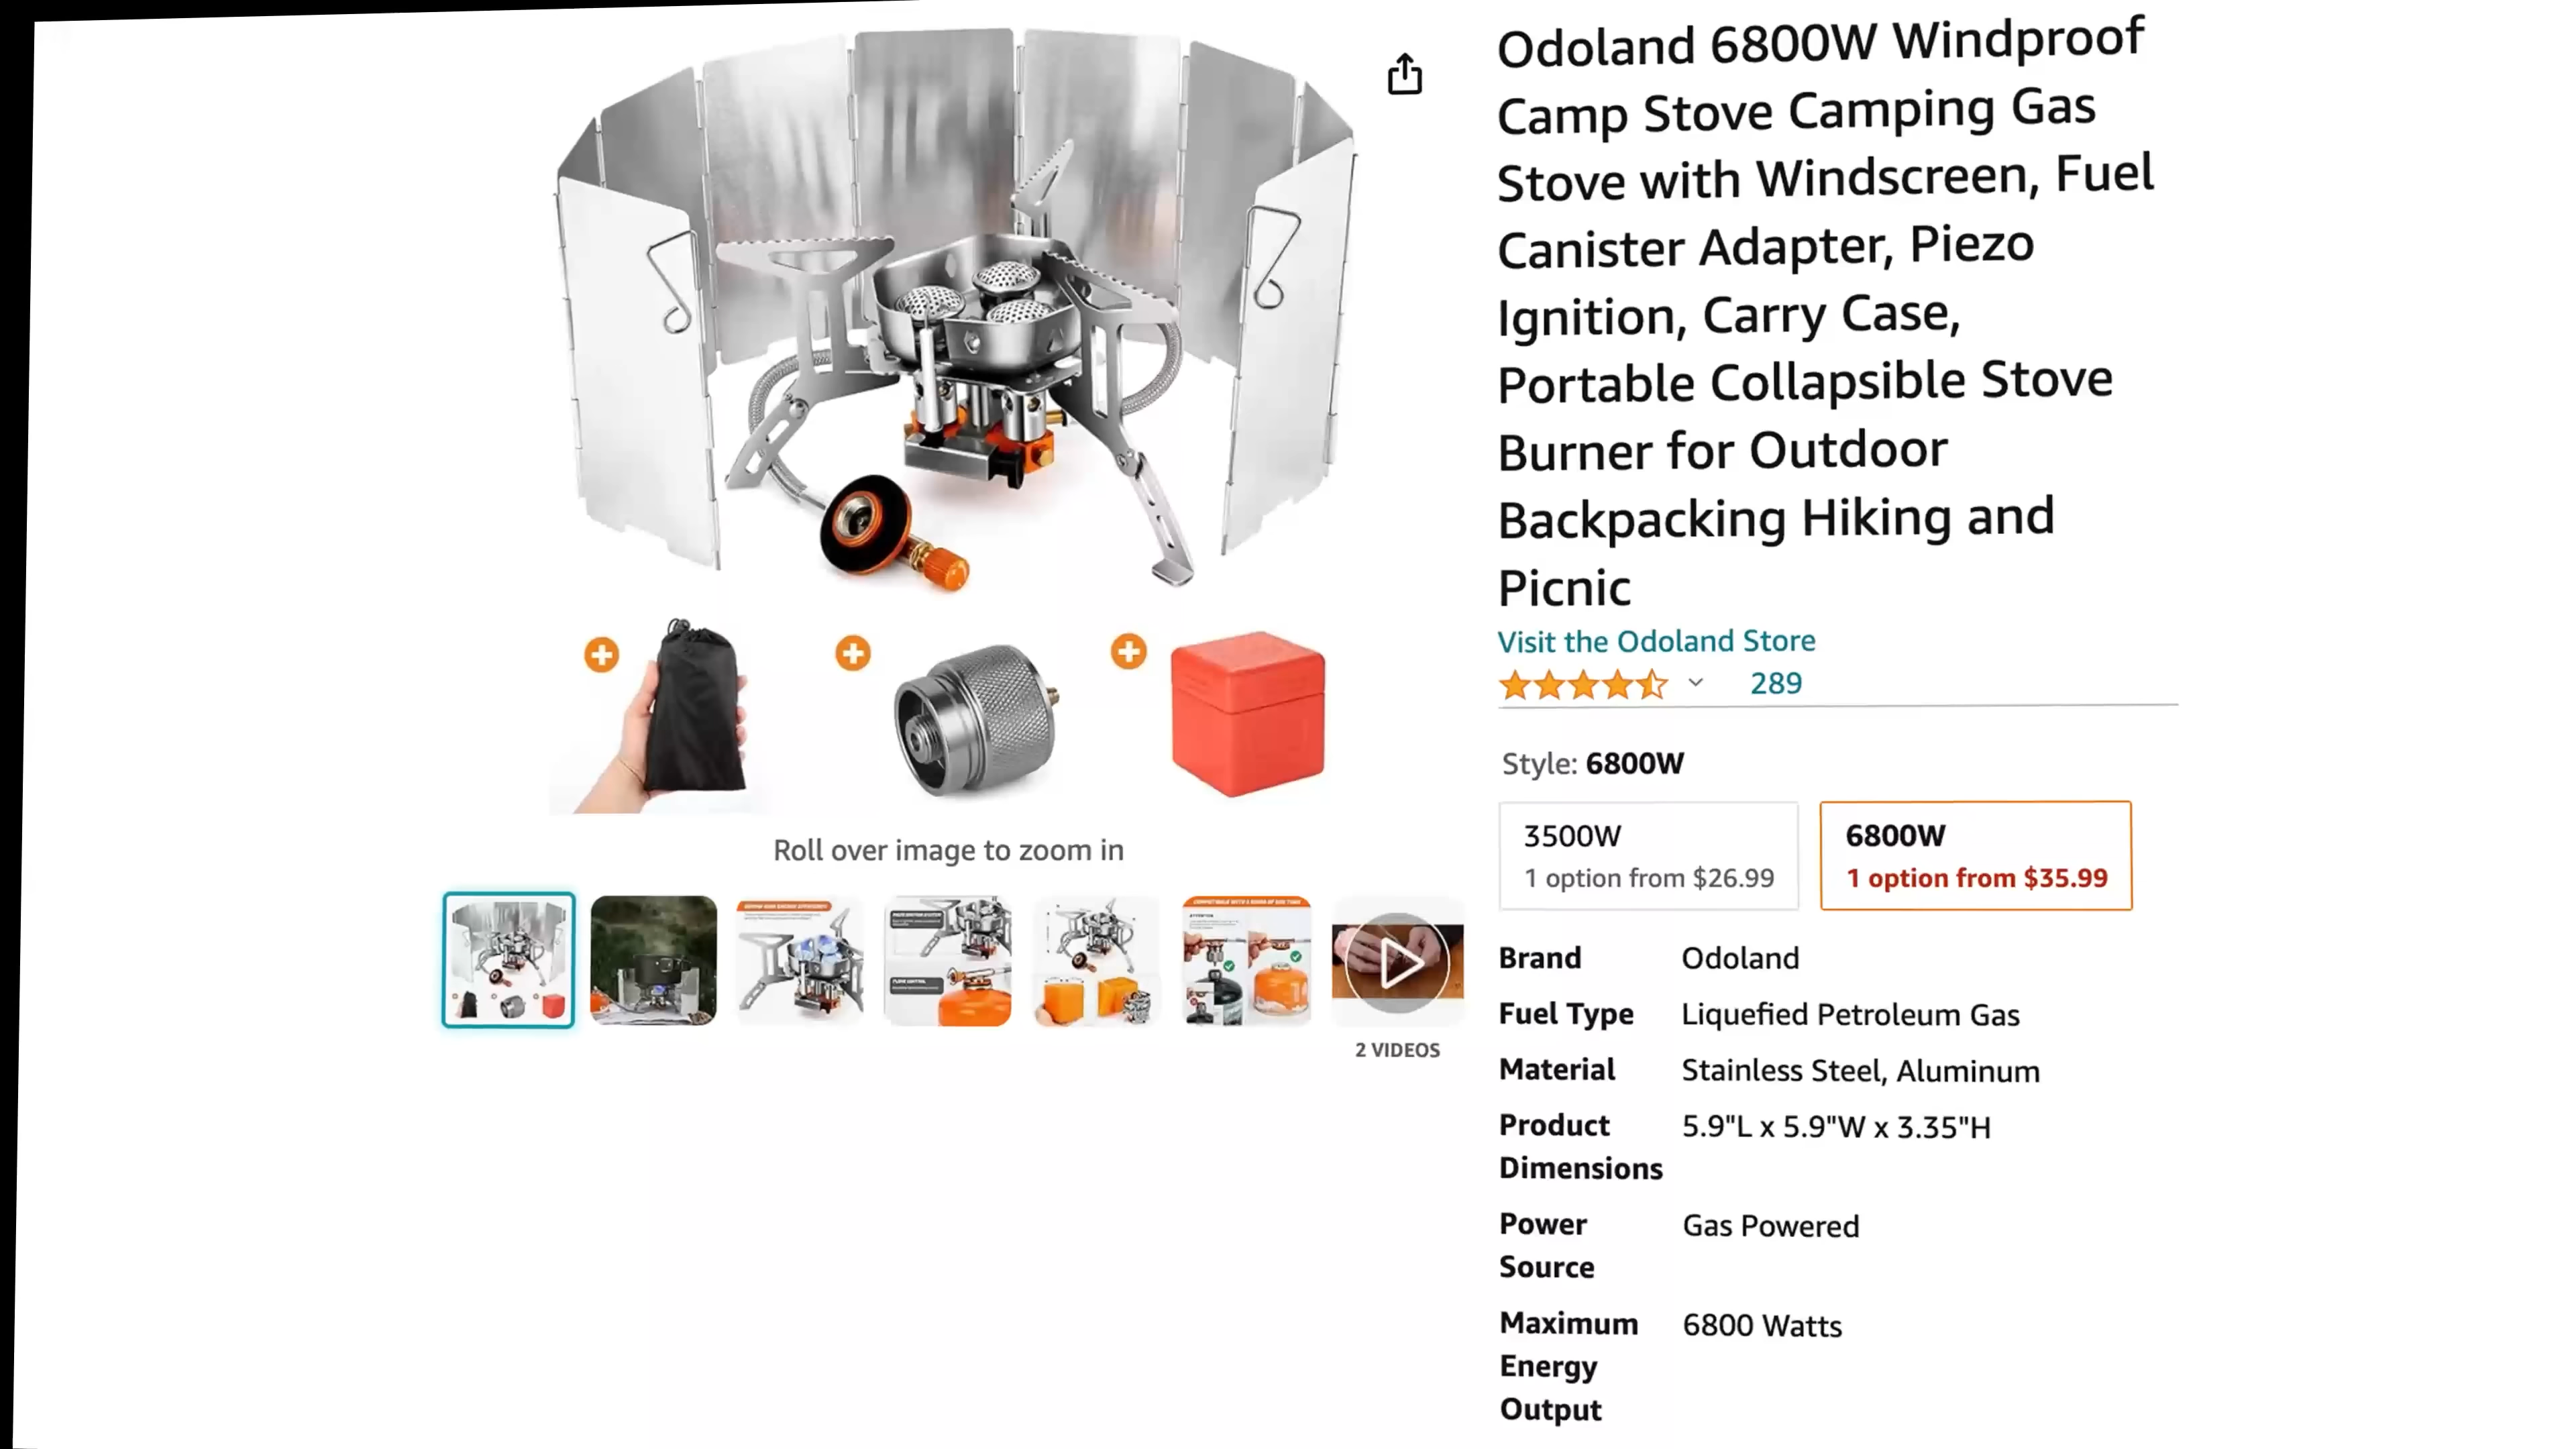 Odoland 6800W Windproof
Camp Stove Camping Gas
Stove with Windscreen, Fuel
Canister Adapter, Piezo
Ignition, Carry Case,
Portable Collapsible Stove
Burner for Outdoor
Backpacking Hiking and
Picnic
Visit the Odoland Store
289
Style: 6800W
3500W
1 option from $26.99
6800W
1 option from $35.99
Brand Odoland
Fuel Type Liquefied Petroleum Gas
Material Stainless Steel, Aluminum
Product 5.9"L x 5.9"W x 3.35"H
Dimensions
Power Gas Powered
Source
Maximum 6800 Watts
Energy
Output
Roll over image to zoom in
2 VIDEOS